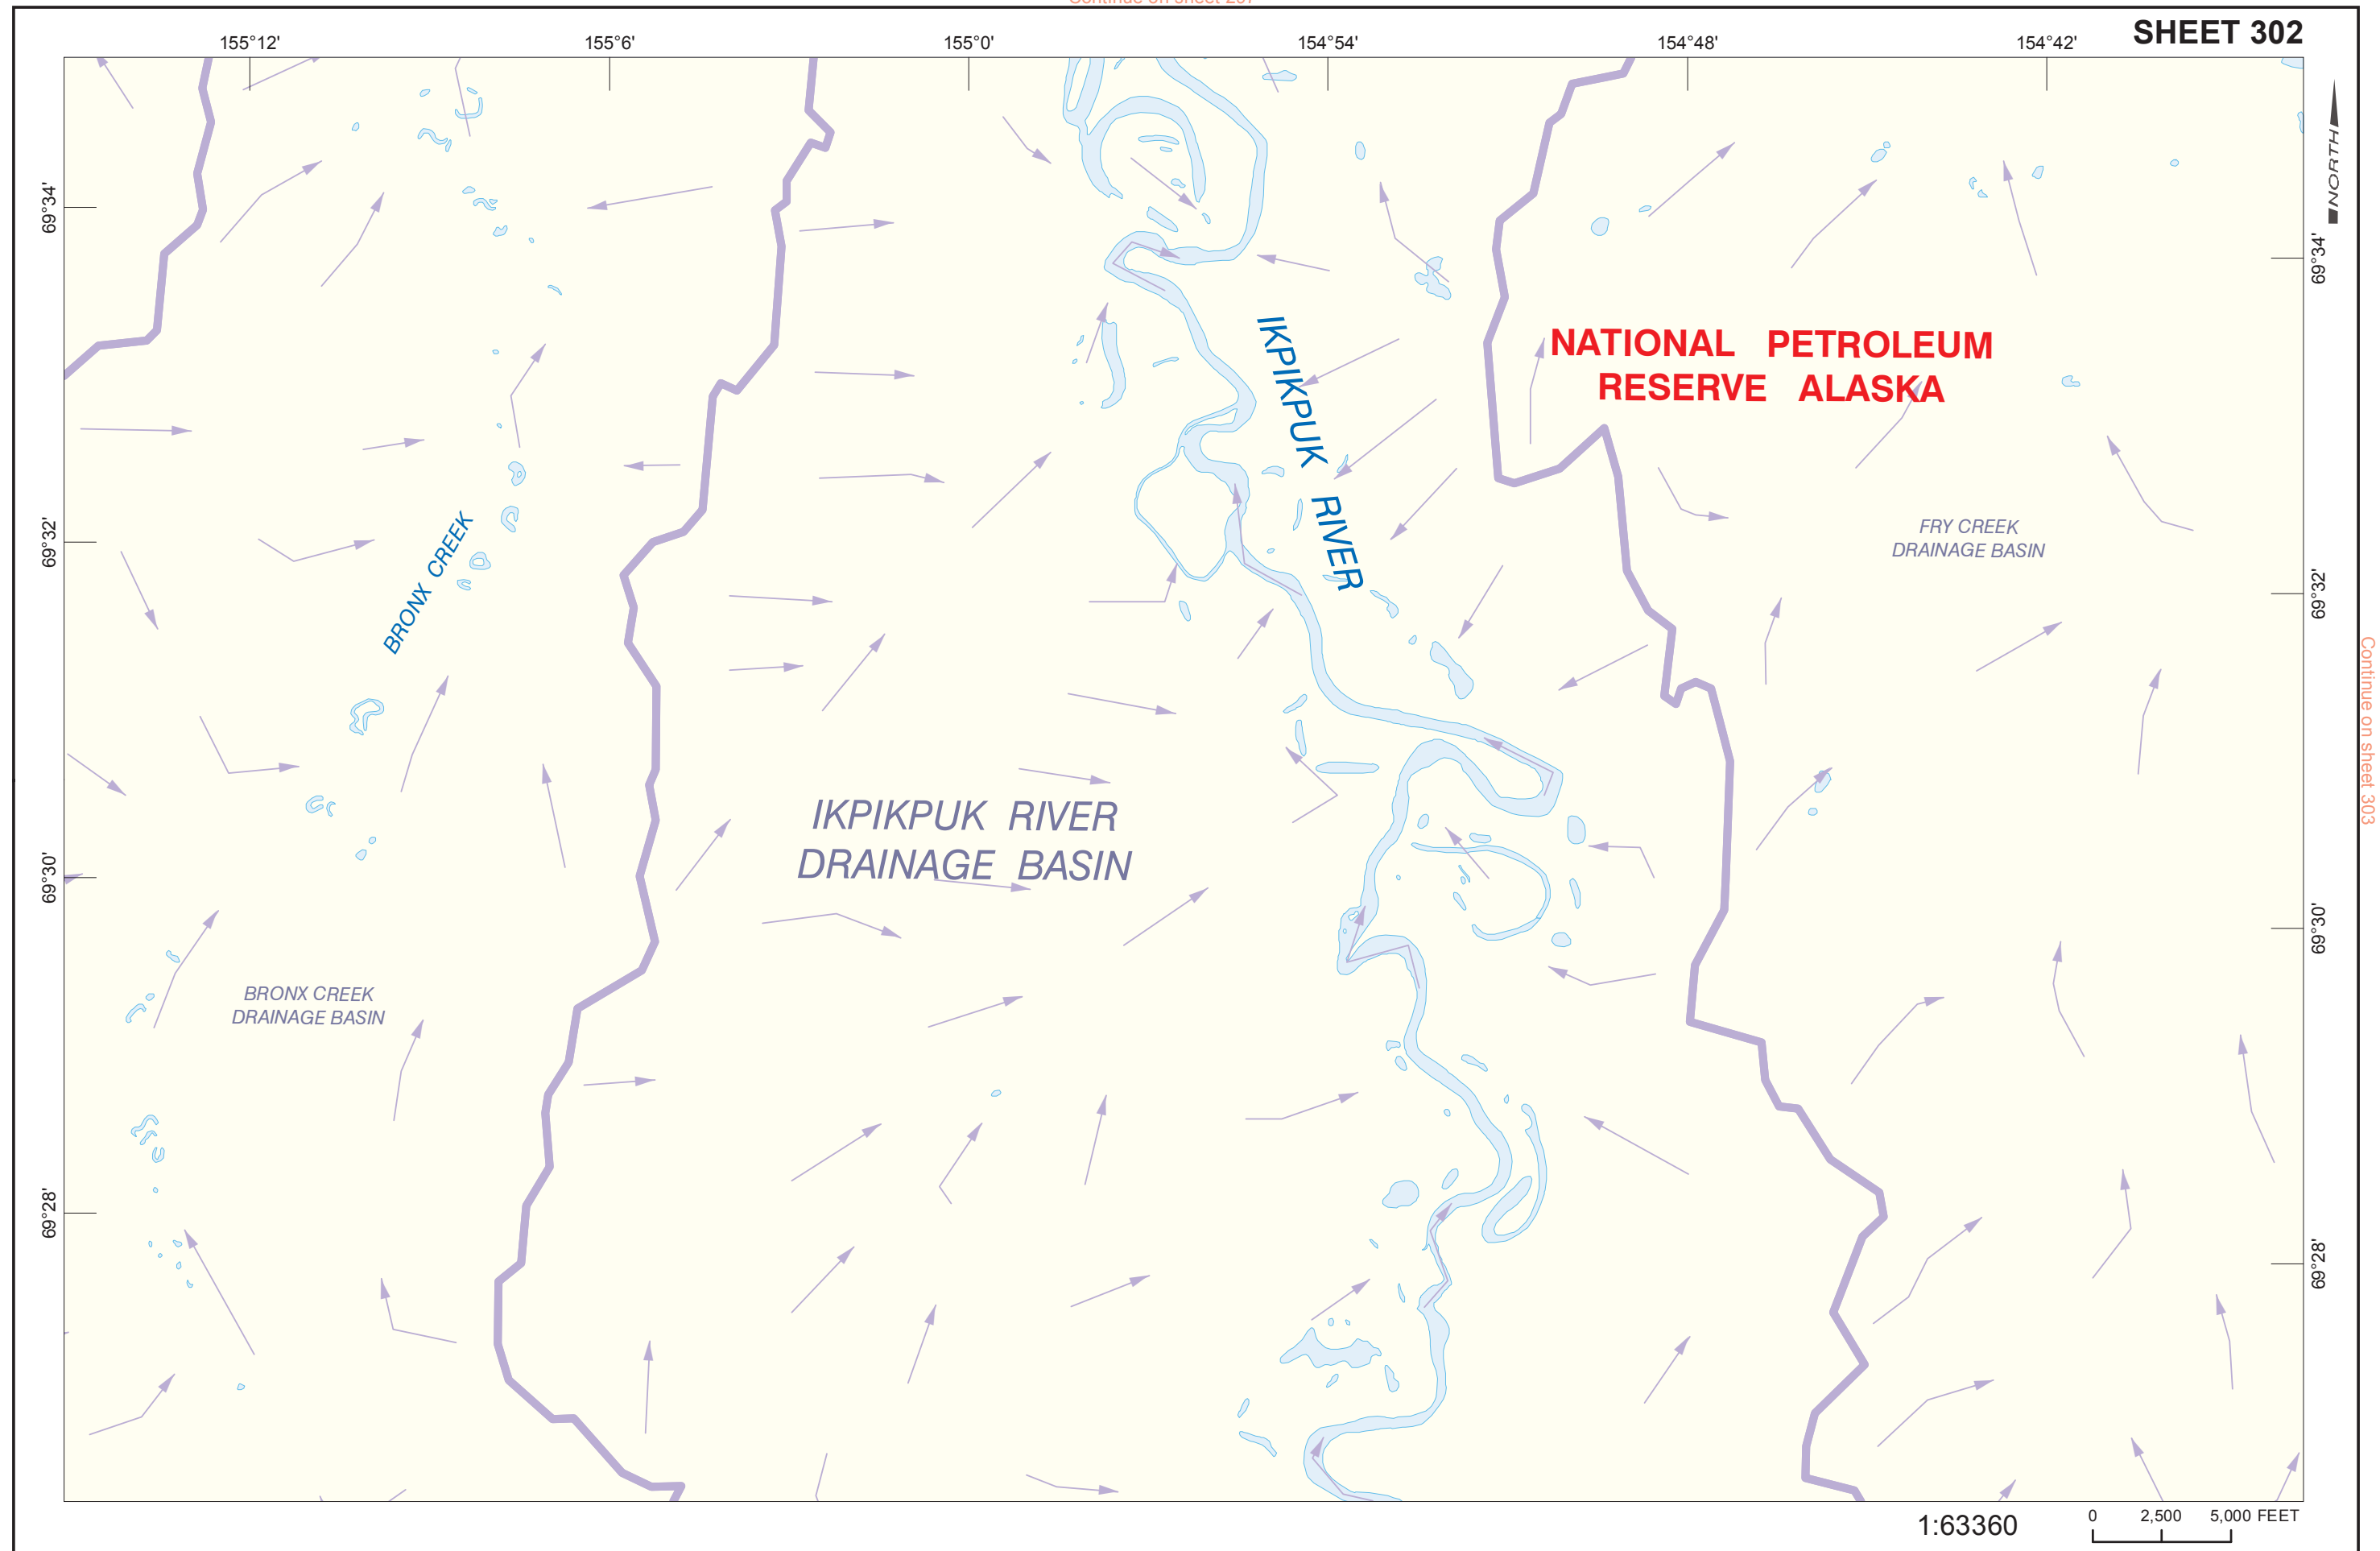 SHEET 302
155°12'
155°6'
155°0'
154°54'
154°48'
154°42'
NORTH
69°34'
69°34'
IKPIKPUK RIVER
NATIONAL PETROLEUM
RESERVE ALASKA
69°32'
BRONX CREEK
FRY CREEK
DRAINAGE BASIN
69°32'
Continue on sheet 303
IKPIKPUK RIVER
DRAINAGE BASIN
69°30'
69°30'
BRONX CREEK
DRAINAGE BASIN
69°28'
69°28'
1:63360
0 2,500 5,000 FEET